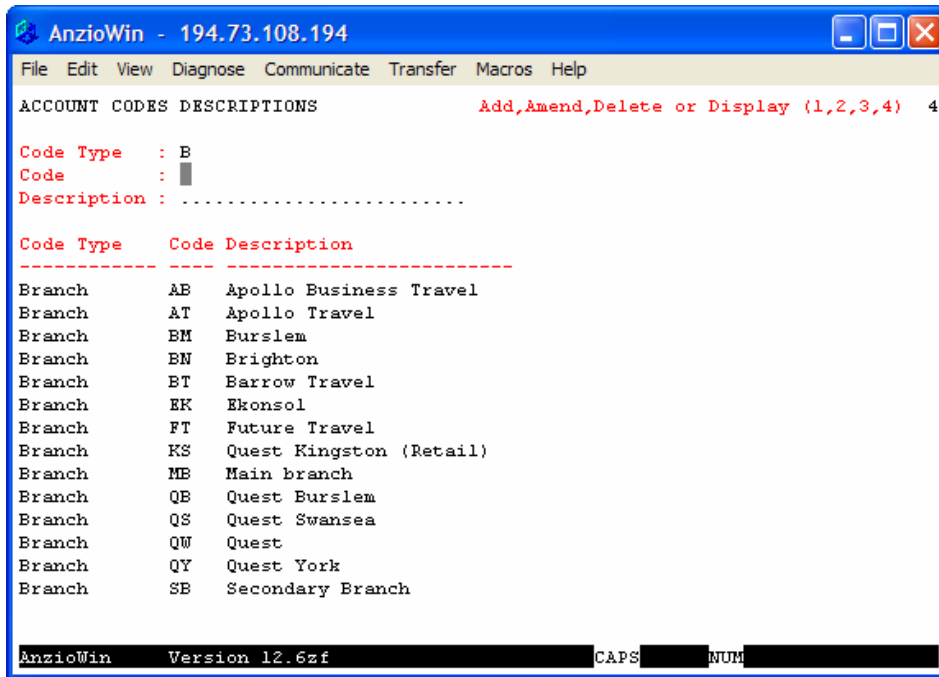 AnzioWin - 194.73.108.194
File Edit View Diagnose Communicate Transfer Macros Help
ACCOUNT CODES DESCRIPTIONS Add,Amend,Delete or Display (1,2,3,4) 4
Code Type : B
Code :
Description : .........................
Code Type Code Description
------------ ---- -------------------------
Branch AB Apollo Business Travel
Branch AT Apollo Travel
Branch BM Burslem
Branch BN Brighton
Branch BT Barrow Travel
Branch EK Ekonsol
Branch FT Future Travel
Branch KS Quest Kingston (Retail)
Branch MB Main branch
Branch QB Quest Burslem
Branch QS Quest Swansea
Branch QW Quest
Branch QY Quest York
Branch SB Secondary Branch
AnzioWin Version 12.6zf CAPS NUM